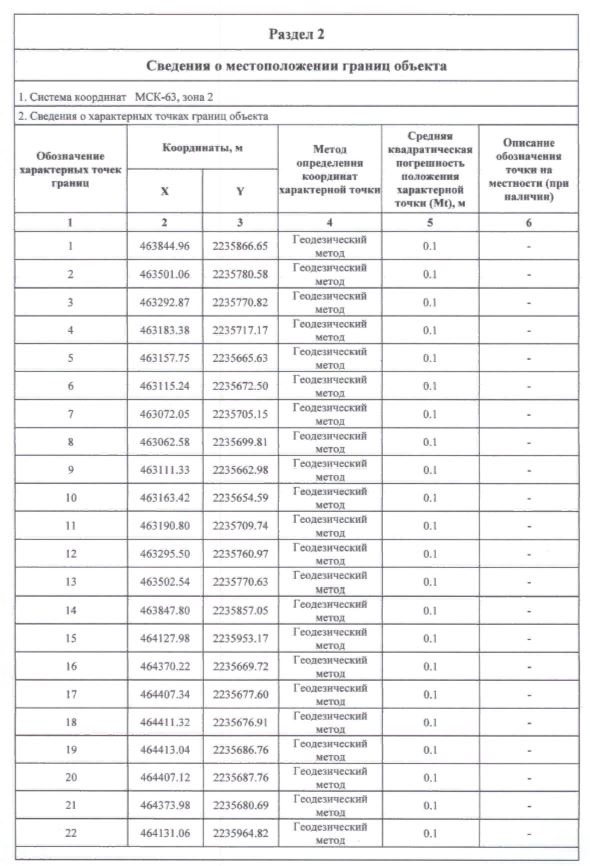 Раздел 2
Сведения о местоположении границ объекта
1. Система координат МСК-63, зона 2
2. Сведения о характерных точках границ объекта
Обозначение характерных точек границ
Координаты, м
X
Y
Метод определения координат характерной точки
Средняя квадратическая погрешность положения характерной точки (Mt), м
Описание обозначения точки на местности (при наличии)
1 2 3 4 5 6
1 463844.96 2235866.65 Геодезический метод 0.1 -
2 463501.06 2235780.58 Геодезический метод 0.1 -
3 463292.87 2235770.82 Геодезический метод 0.1 -
4 463183.38 2235717.17 Геодезический метод 0.1 -
5 463157.75 2235665.63 Геодезический метод 0.1 -
6 463115.24 2235672.50 Геодезический метод 0.1 -
7 463072.05 2235705.15 Геодезический метод 0.1 -
8 463062.58 2235699.81 Геодезический метод 0.1 -
9 463111.33 2235662.98 Геодезический метод 0.1 -
10 463163.42 2235654.59 Геодезический метод 0.1 -
11 463190.80 2235709.74 Геодезический метод 0.1 -
12 463295.50 2235760.97 Геодезический метод 0.1 -
13 463502.54 2235770.63 Геодезический метод 0.1 -
14 463847.80 2235857.05 Геодезический метод 0.1 -
15 464127.98 2235953.17 Геодезический метод 0.1 -
16 464370.22 2235669.72 Геодезический метод 0.1 -
17 464407.34 2235677.60 Геодезический метод 0.1 -
18 464411.32 2235676.91 Геодезический метод 0.1 -
19 464413.04 2235686.76 Геодезический метод 0.1 -
20 464407.12 2235687.76 Геодезический метод 0.1 -
21 464373.98 2235680.69 Геодезический метод 0.1 -
22 464131.06 2235964.82 Геодезический метод 0.1 -